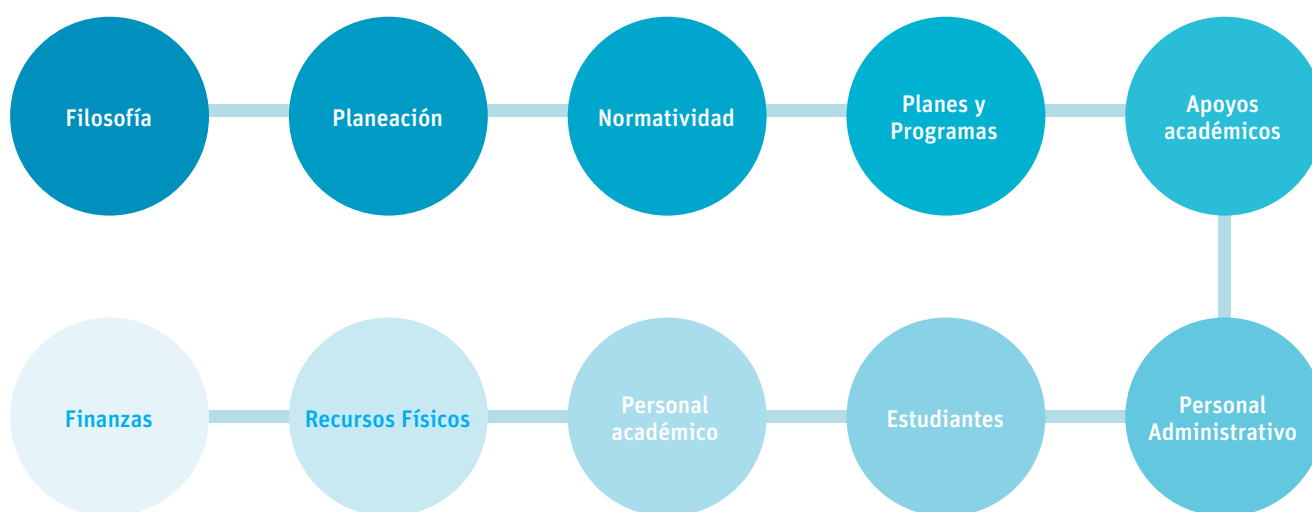 Filosofía
Planeación
Normatividad
Planes y
Programas
Apoyos
académicos
Finanzas
Recursos Físicos
Personal
académico
Estudiantes
Personal
Administrativo